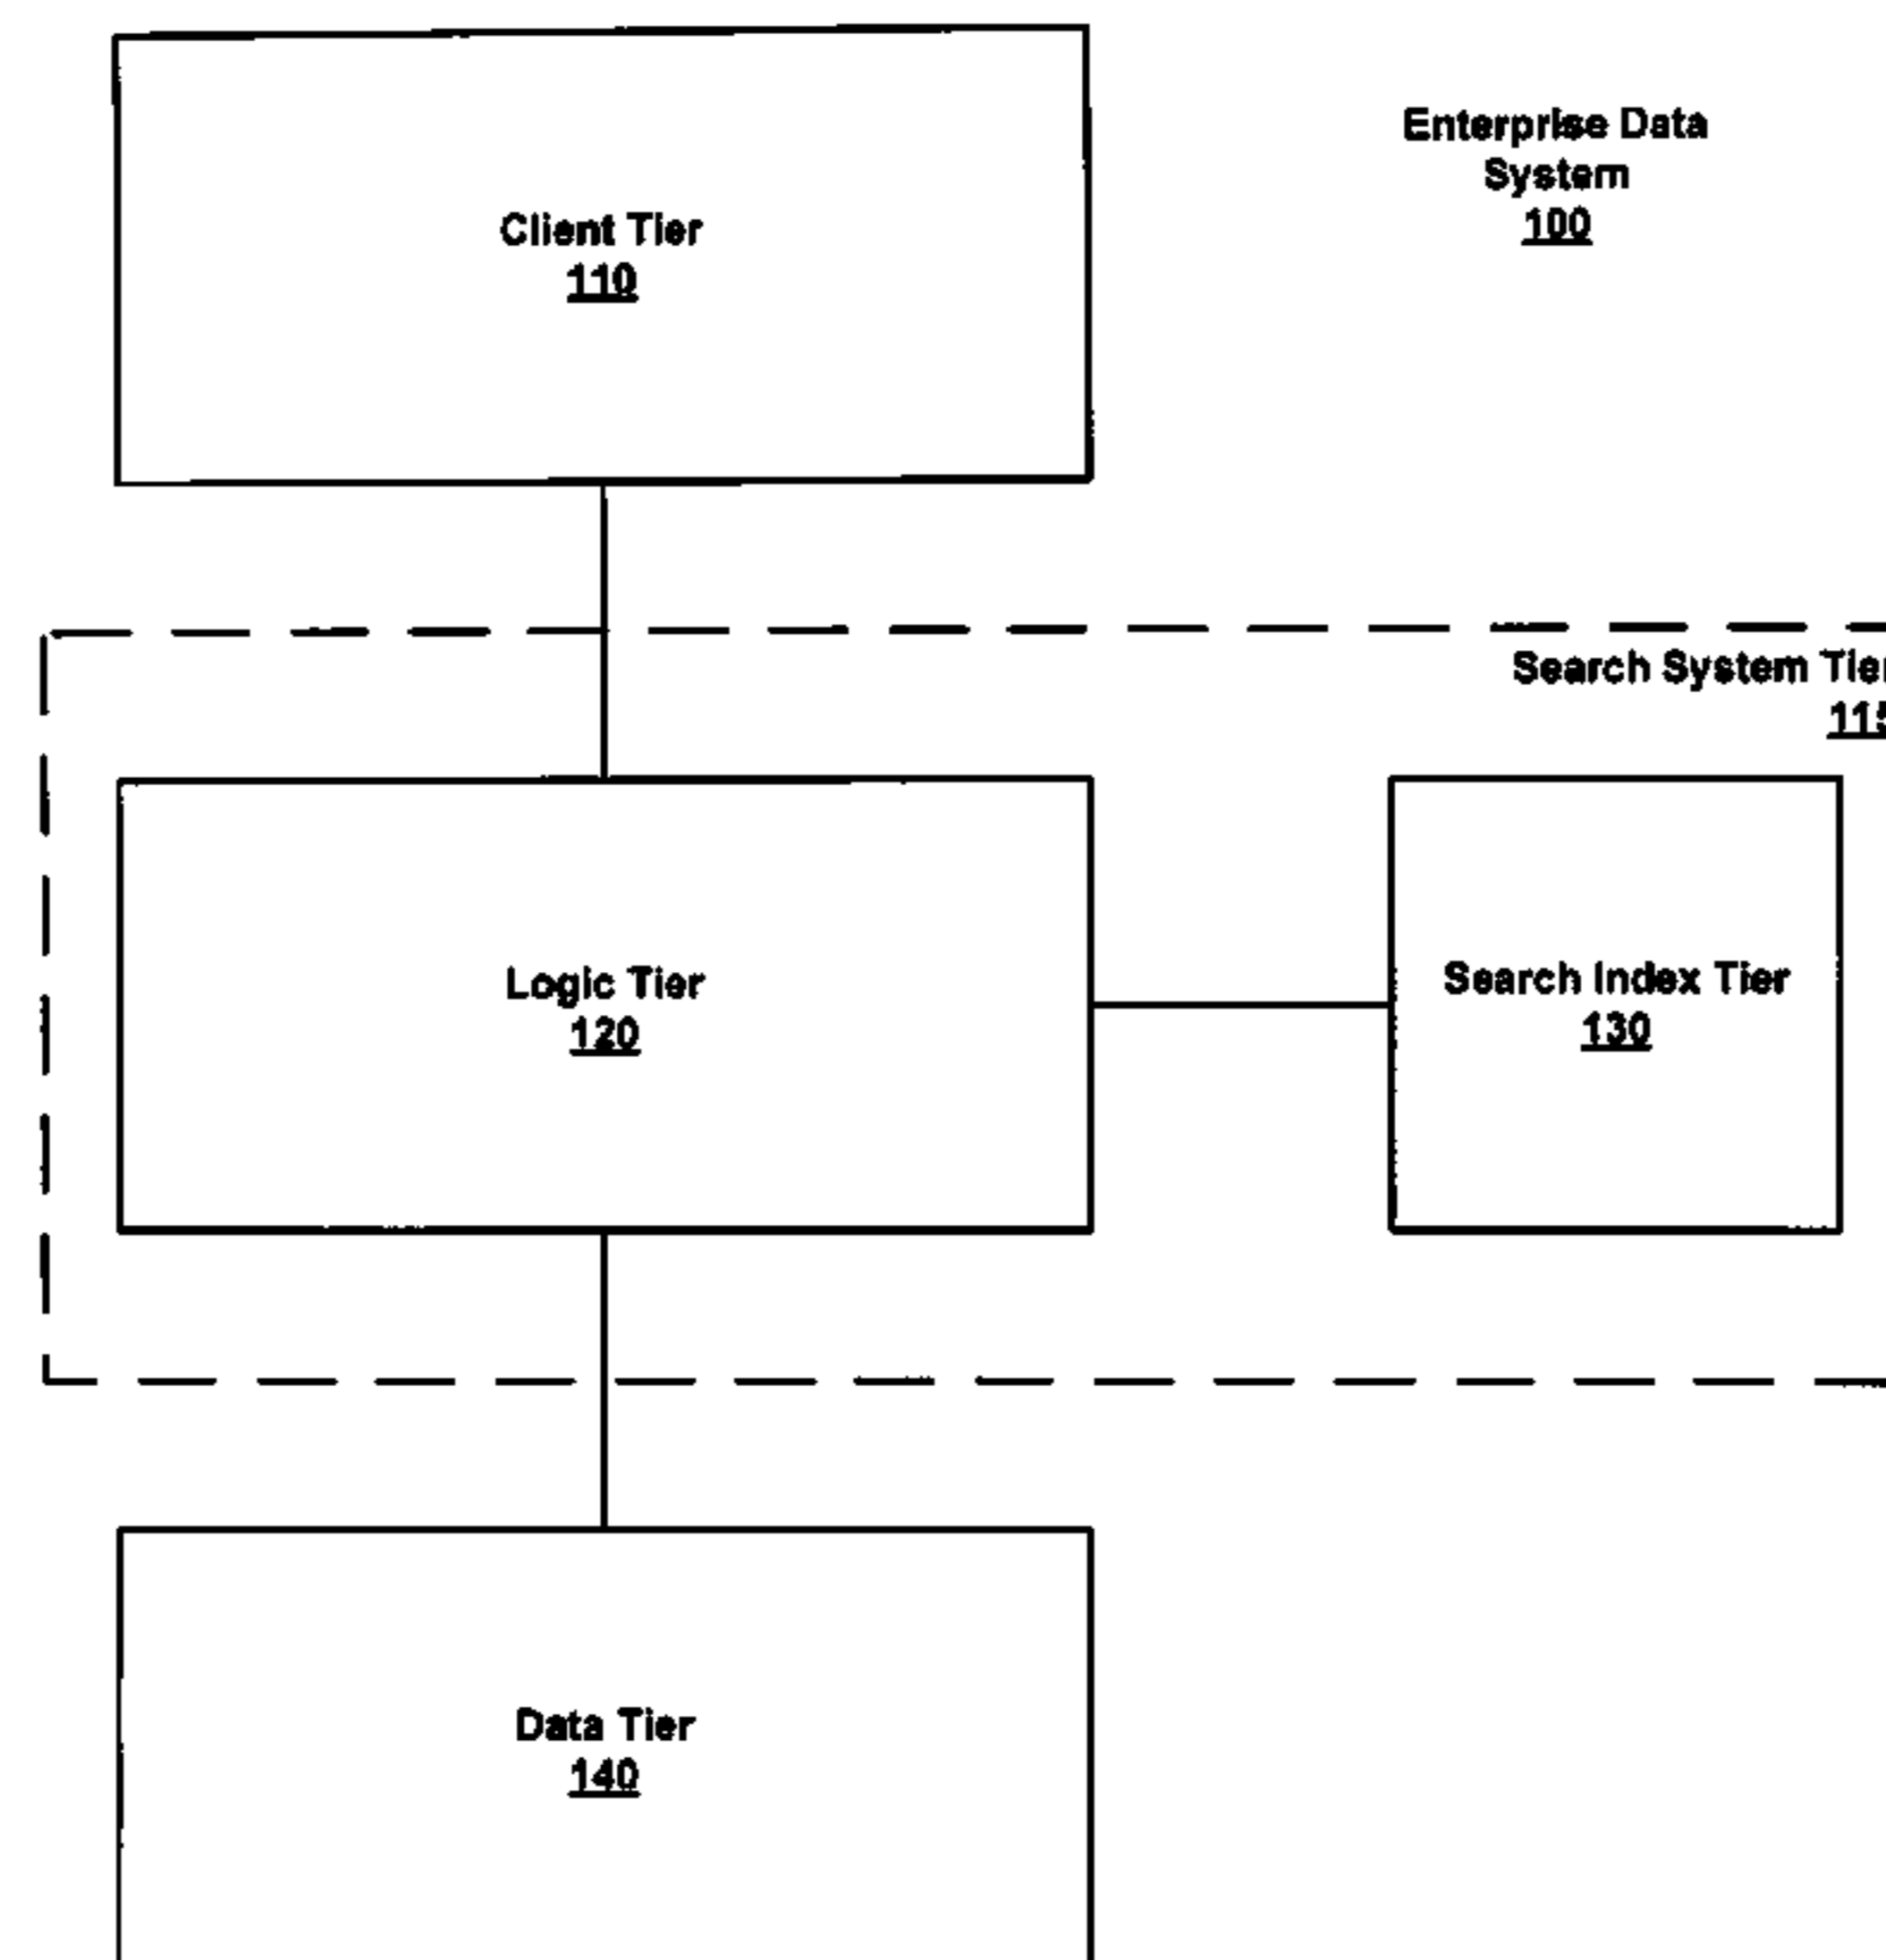 Enterprise Data
System
100
Client Tier
110
Search System Tier
115
Logic Tier
120
Search Index Tier
130
Data Tier
140